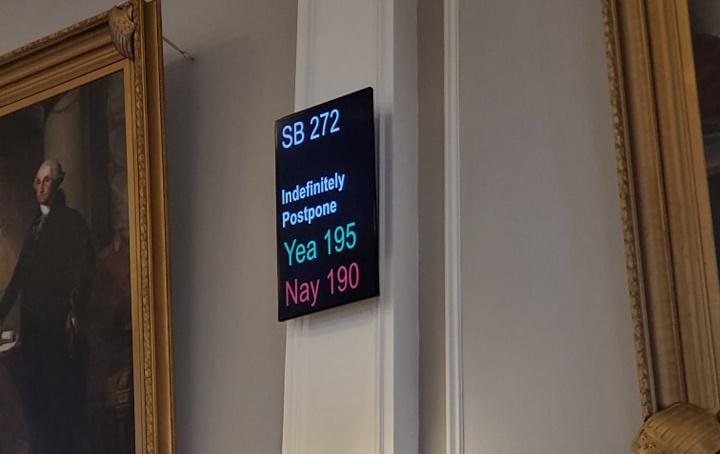 SB 272
Indefinitely
Postpone
Yea 195
Nay 190